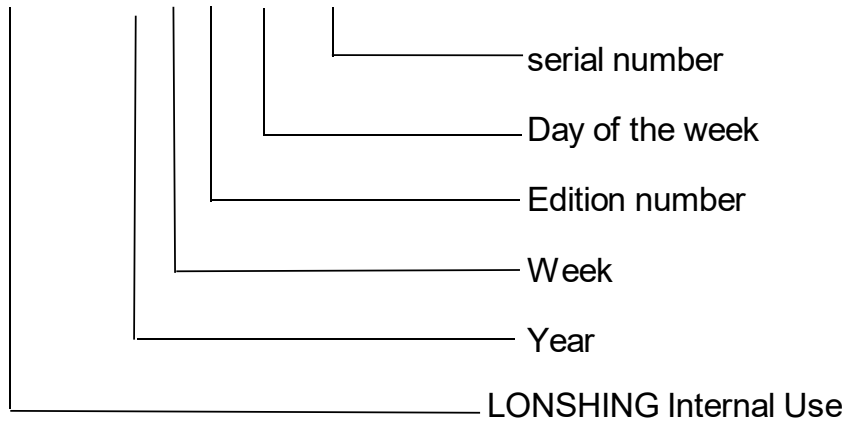 serial number
Day of the week
Edition number
Week
Year
LONSHING Internal Use